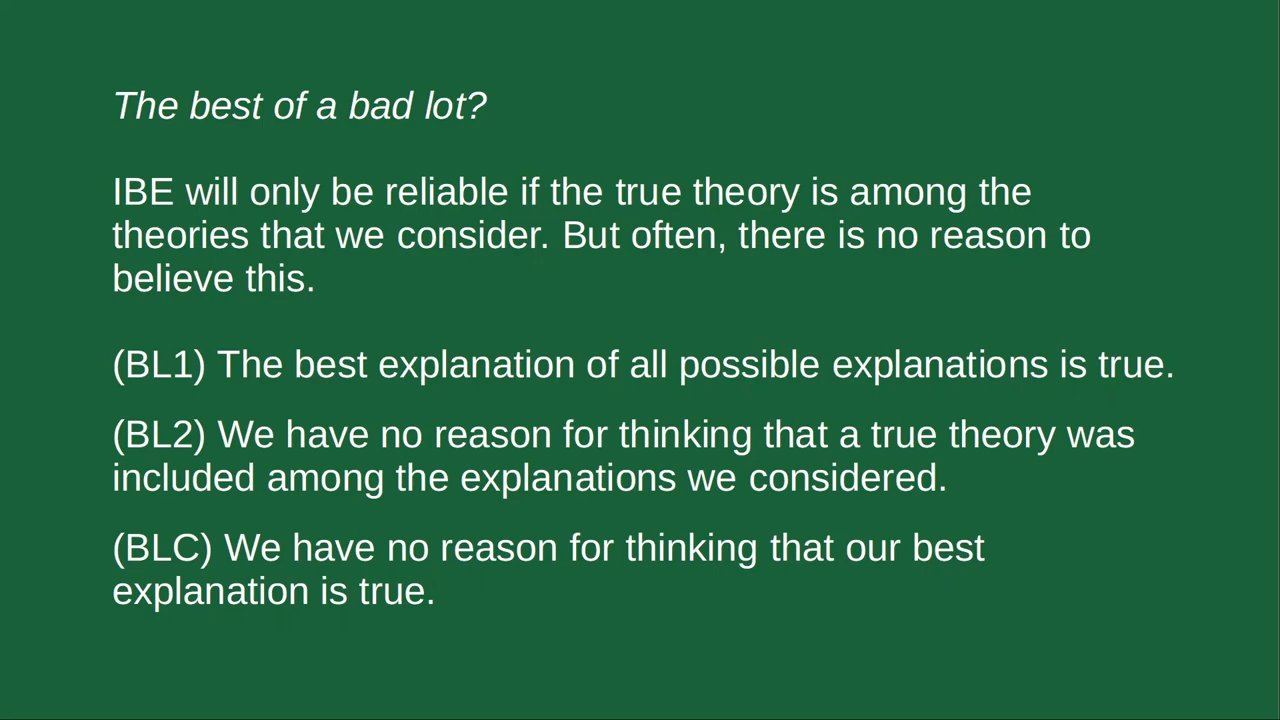 The best of a bad lot?
IBE will only be reliable if the true theory is among the
theories that we consider. But often, there is no reason to
believe this.
(BL1) The best explanation of all possible explanations is true.
(BL2) We have no reason for thinking that a true theory was
included among the explanations we considered.
(BLC) We have no reason for thinking that our best
explanation is true.